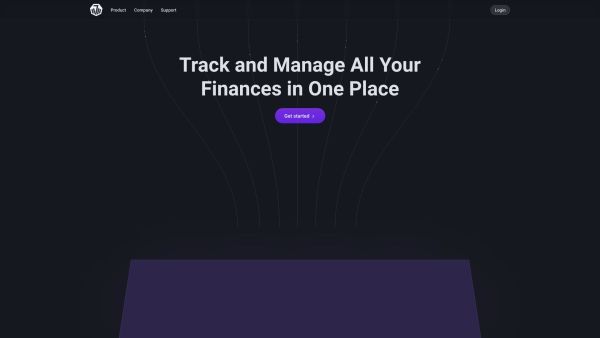 Product
Company
Support
Login
Track and Manage All Your
Finances in One Place
Get started